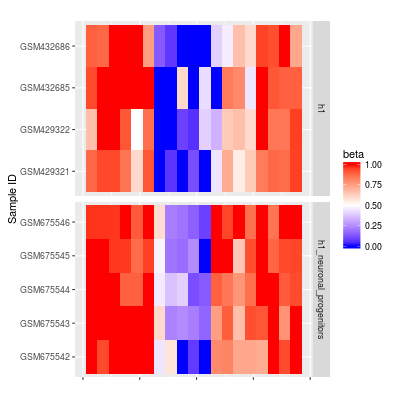 GSM432686
GSM432685
GSM429322
GSM429321
h1
GSM675546
GSM675545
GSM675544
GSM675543
GSM675542
h1_neuronal_progenitors
Sample ID
beta
1.00
0.75
0.50
0.25
0.00